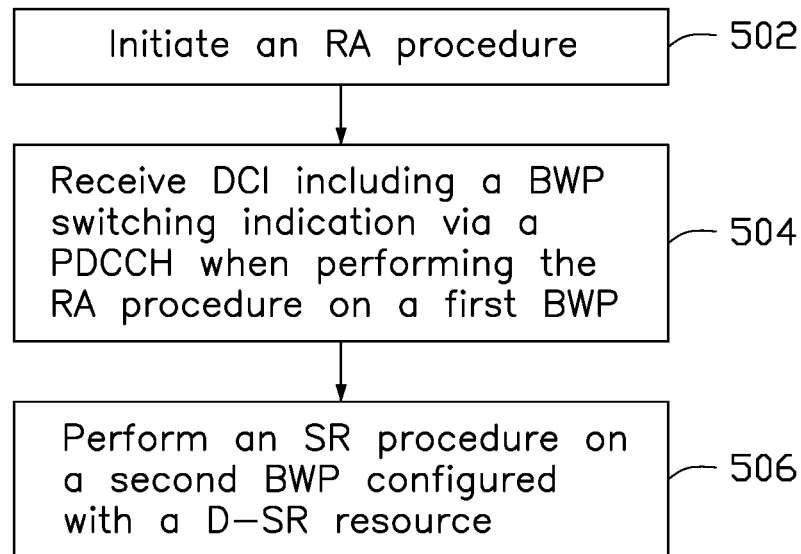 Initiate an RA procedure
502
Receive DCI including a BWP
switching indication via a
PDCCH when performing the
RA procedure on a first BWP
504
Perform an SR procedure on
a second BWP configured
with a D-SR resource
506